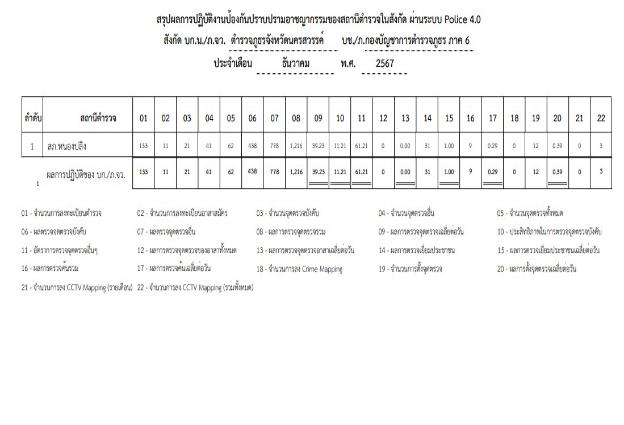 สรุปผลการปฏิบัติงานป้องกันปราบปรามอาชญากรรมของสถานีตำรวจในสังกัด ผ่านระบบ Police 4.0
สังกัด บก.น./ภ.จว. ตำรวจภูธรจังหวัดนครสวรรค์ บช./ภ.กองบัญชาการตำรวจภูธร ภาค 6
ประจำเดือน ธันวาคม พ.ศ. 2567
ลำดับ สถานีตำรวจ 01 02 03 04 05 06 07 08 09 10 11 12 13 14 15 16 17 18 19 20 21 22
1 สภ.หนองปลิง 133 11 21 41 62 438 778 1,216 39.23 11.21 61.21 0 0.00 31 1.00 9 0.29 0 12 0.39 0 3
1 ผลการปฏิบัติของ บก./ภ.จว. 133 11 21 41 62 438 778 1,216 39.23 11.21 61.21 0 0.00 31 1.00 9 0.29 0 12 0.39 0 3
01 - จำนวนการลงทะเบียนตำรวจ 02 - จำนวนการลงทะเบียนอาสาสมัคร 03 - จำนวนจุดตรวจบังคับ 04 - จำนวนจุดตรวจอื่น 05 - จำนวนจุดตรวจทั้งหมด
06 - ผลตรวจจุดตรวจบังคับ 07 - ผลตรวจจุดตรวจอื่น 08 - ผลการตรวจจุดตรวจรวม 09 - ผลการตรวจจุดตรวจรวมเฉลี่ยต่อวัน 10 - ประสิทธิภาพในการตรวจจุดตรวจบังคับ
11 - อัตราการตรวจจุดตรวจอื่นๆ 12 - ผลการตรวจจุดตรวจของอาสาทั้งหมด 13 - ผลการตรวจจุดตรวจอาสาเฉลี่ยต่อวัน 14 - ผลการตรวจเยี่ยมประชาชน 15 - ผลการตรวจเยี่ยมประชาชนเฉลี่ยต่อวัน
16 - ผลการตรวจค้นรวม 17 - ผลการตรวจค้นเฉลี่ยต่อวัน 18 - จำนวนการลง Crime Mapping 19 - จำนวนการตั้งจุดตรวจ 20 - ผลการตั้งจุดตรวจเฉลี่ยต่อวัน
21 - จำนวนการลง CCTV Mapping (รายเดือน) 22 - จำนวนการลง CCTV Mapping (รวมทั้งหมด)